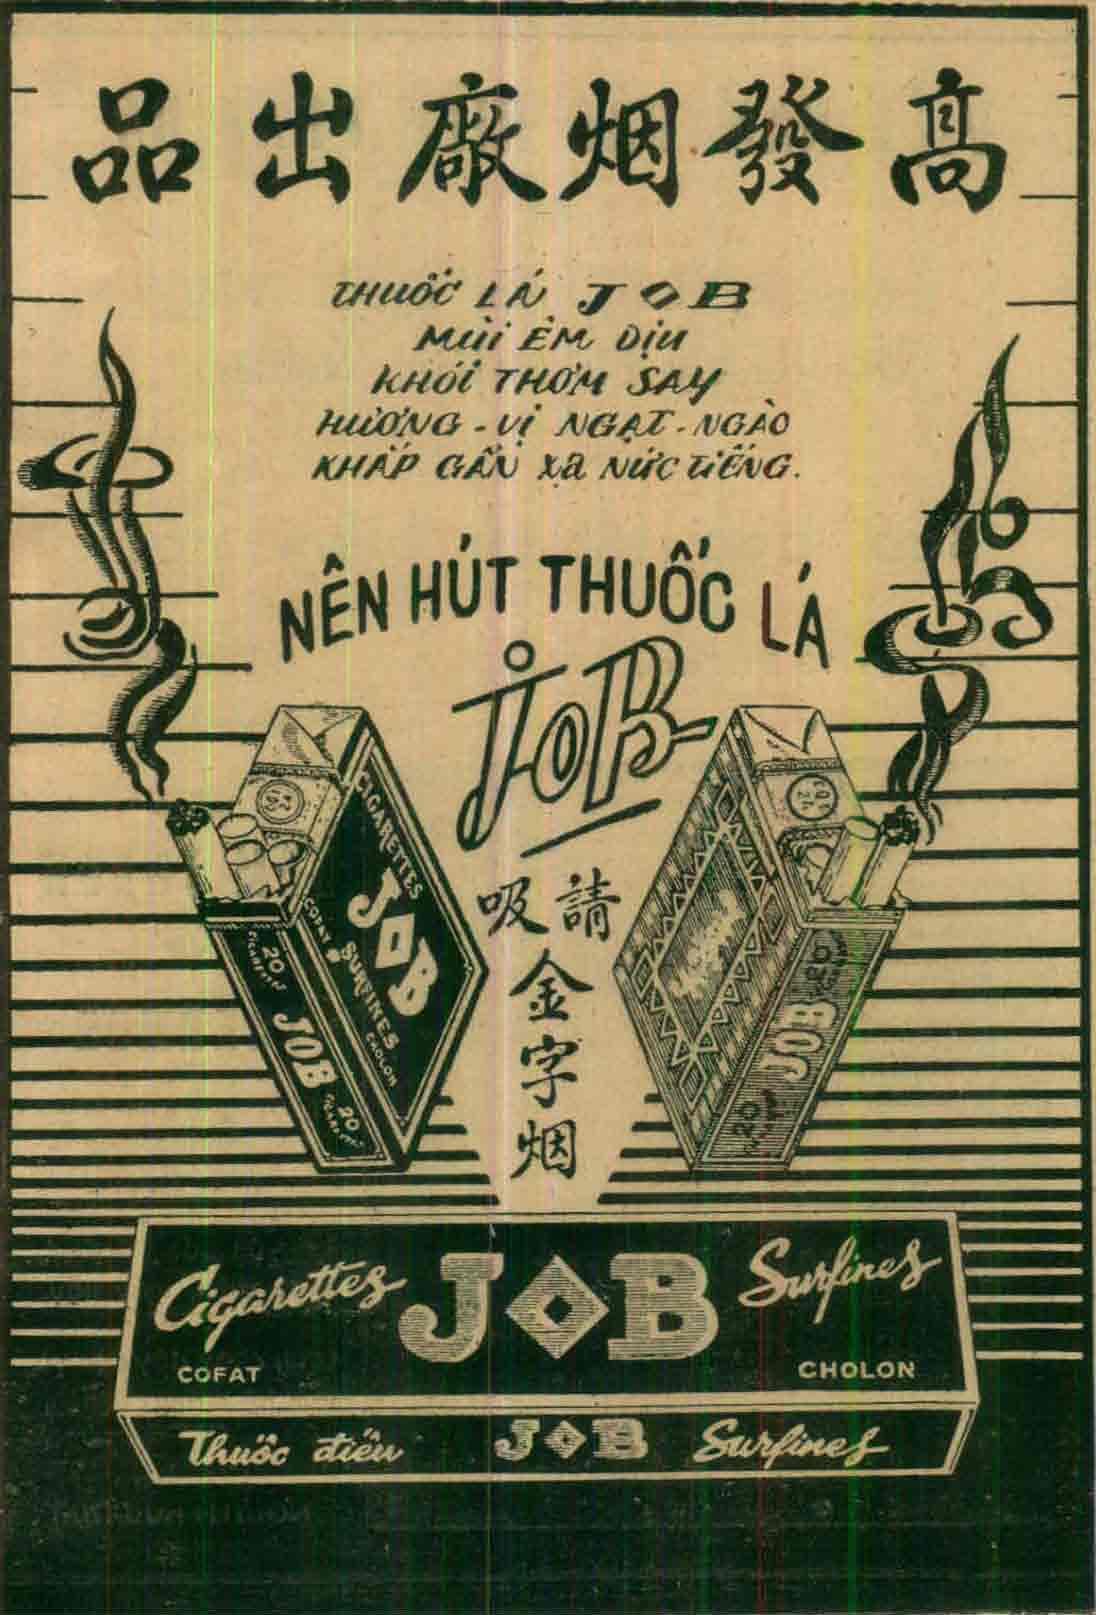 高發烟廠出品
THUỐC LÁ JOB
MÙI ÊM DỊU
KHÓI THƠM SAY
HƯƠNG-VỊ NGẠT-NGÀO
KHẮP GẦN XA NỨC TIẾNG.
NÊN HÚT THUỐC LÁ
JOB
請吸
金
字
烟
CIGARETTES
JOB
SURFINES
COFAT
CHOLON
20
JOB
20
JOB
20
Cigarettes JOB Surfines
COFAT CHOLON
Thuốc điếu JOB Surfines